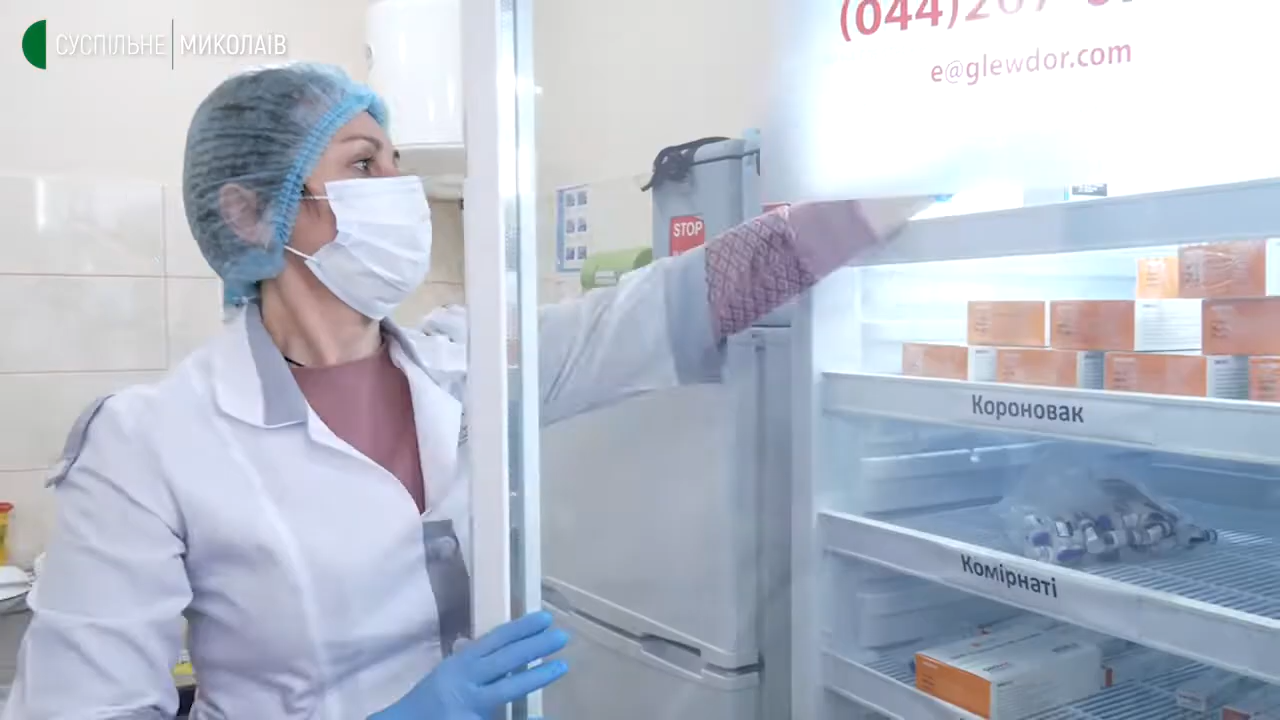 СУСПІЛЬНЕ МИКОЛАЇВ
(044)
e@glewdor.com
STOP
Короновак
Комірнаті